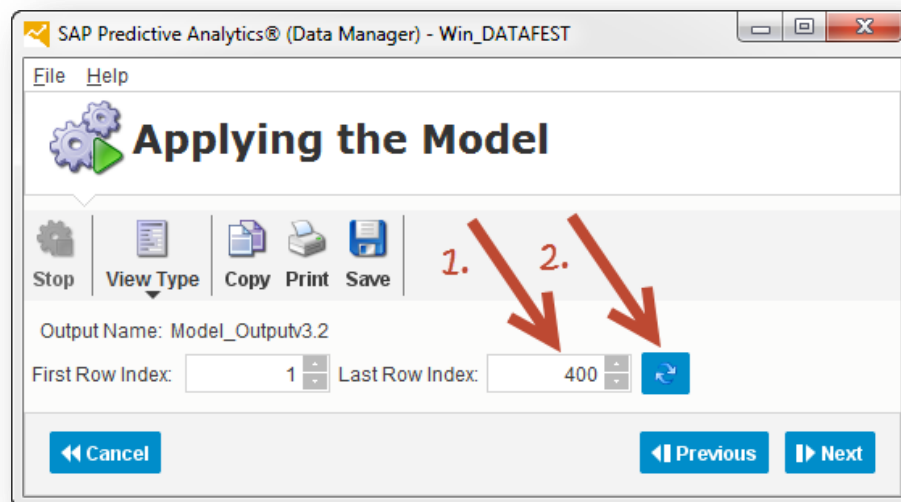 SAP Predictive Analytics® (Data Manager) - Win_DATAFEST
File Help
Applying the Model
Stop View Type Copy Print Save 1. 2.
Output Name: Model_Outputv3.2
First Row Index: 1 Last Row Index: 400
Cancel Previous Next